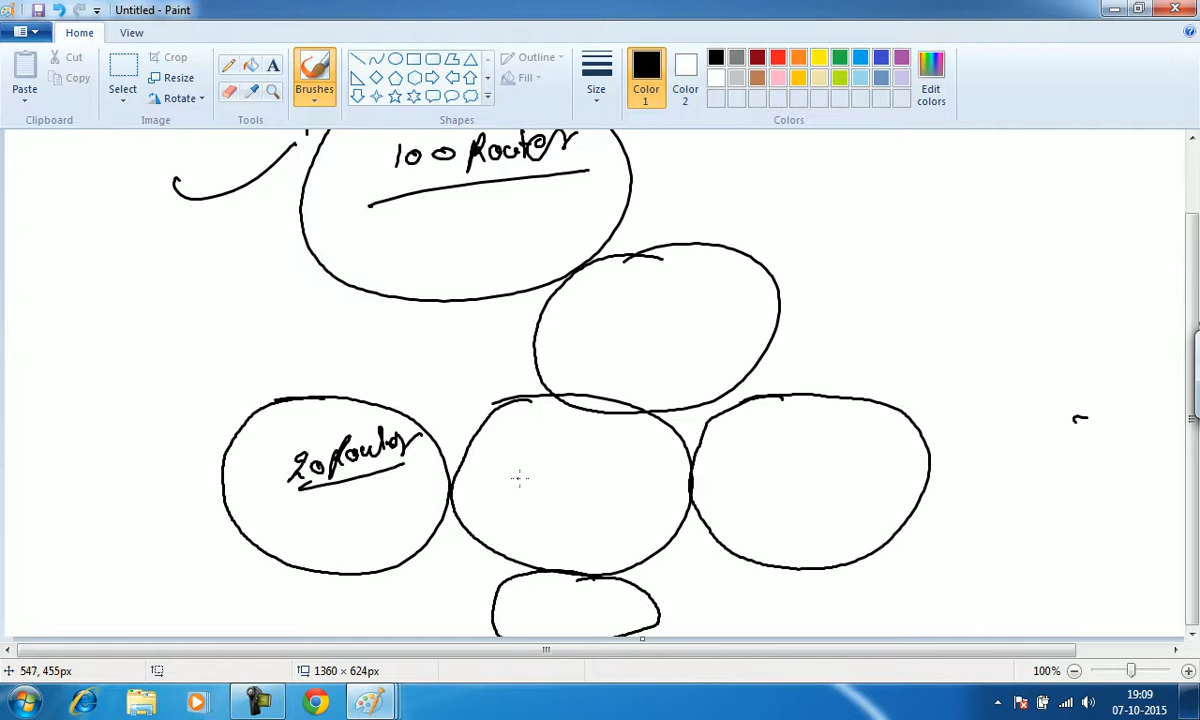 Untitled - Paint
Home
View
Paste
Cut
Copy
Clipboard
Select
Crop
Resize
Rotate
Image
A
Tools
Brushes
Shapes
Outline
Fill
Size
Color 1
Color 2
Edit colors
Colors
100 Router
20 Router
547, 455px
1360 × 624px
100%
19:09
07-10-2015